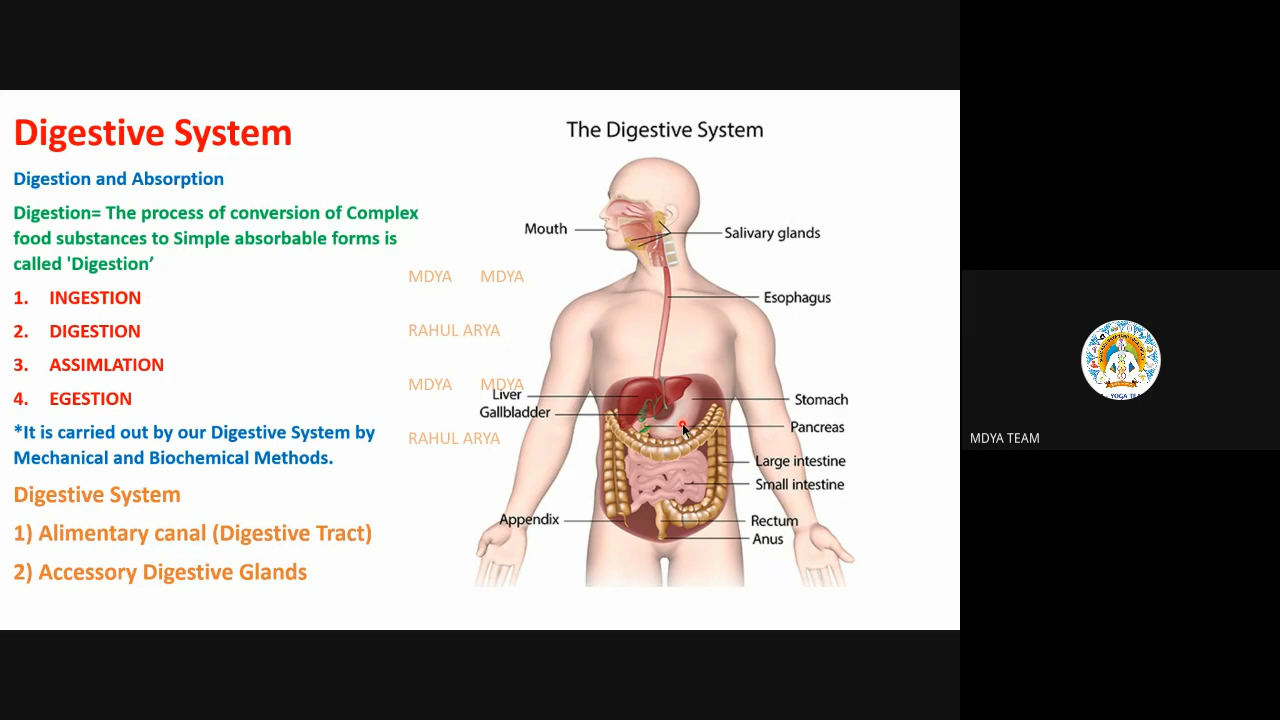 Digestive System
Digestion and Absorption
Digestion= The process of conversion of Complex
food substances to Simple absorbable forms is
called 'Digestion’
1. INGESTION
2. DIGESTION
3. ASSIMLATION
4. EGESTION
*It is carried out by our Digestive System by
Mechanical and Biochemical Methods.
Digestive System
1) Alimentary canal (Digestive Tract)
2) Accessory Digestive Glands
MDYA MDYA
RAHUL ARYA
MDYA MDYA
RAHUL ARYA
The Digestive System
Mouth
Salivary glands
Esophagus
Liver
Gallbladder
Stomach
Pancreas
Large intestine
Small intestine
Appendix
Rectum
Anus
MDYA TEAM